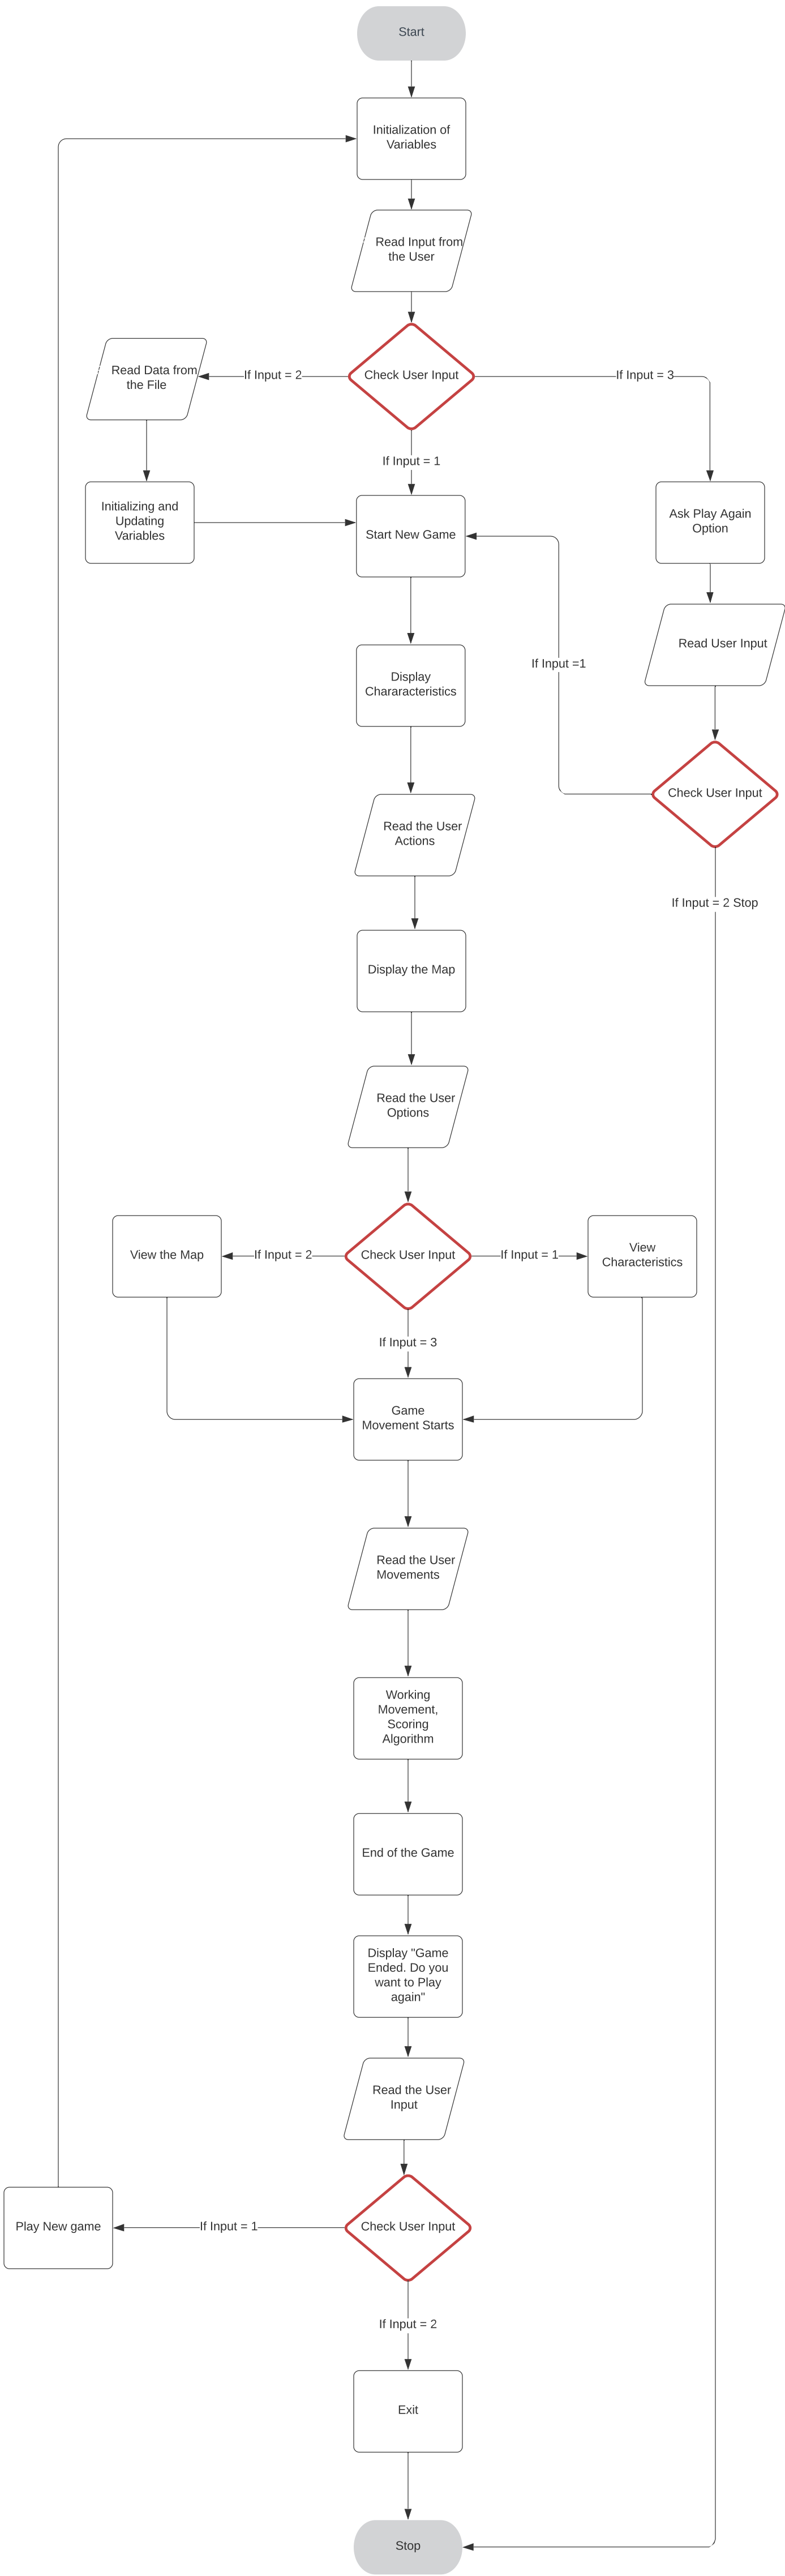 Start
Initialization of
Variables
Read Input from
the User
Check User Input
If Input = 2
If Input = 3
Read Data from
the File
If Input = 1
Initializing and
Updating
Variables
Start New Game
Ask Play Again
Option
Read User Input
If Input =1
Display
Chararacteristics
Check User Input
Read the User
Actions
If Input = 2 Stop
Display the Map
Read the User
Options
View the Map
If Input = 2
Check User Input
If Input = 1
View
Characteristics
If Input = 3
Game
Movement Starts
Read the User
Movements
Working
Movement,
Scoring
Algorithm
End of the Game
Display "Game
Ended. Do you
want to Play
again"
Read the User
Input
Play New game
If Input = 1
Check User Input
If Input = 2
Exit
Stop